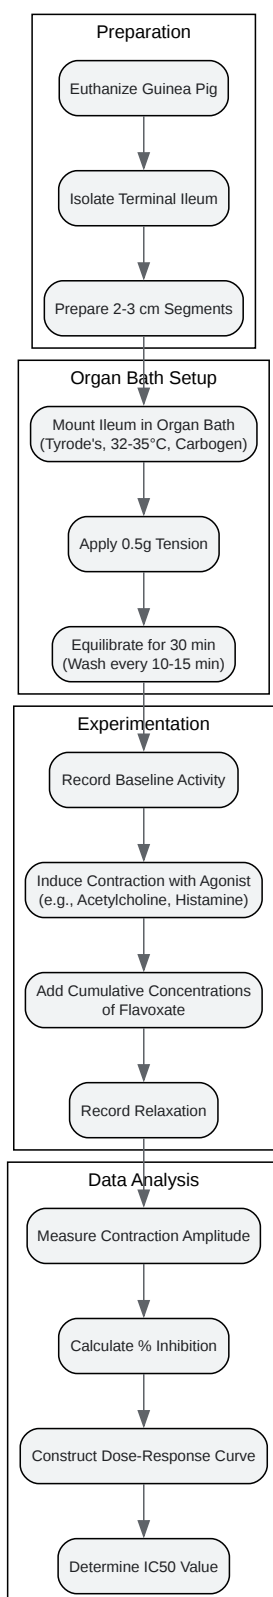 Preparation
Euthanize Guinea Pig
Isolate Terminal Ileum
Prepare 2-3 cm Segments
Organ Bath Setup
Mount Ileum in Organ Bath
(Tyrode's, 32-35°C, Carbogen)
Apply 0.5g Tension
Equilibrate for 30 min
(Wash every 10-15 min)
Experimentation
Record Baseline Activity
Induce Contraction with Agonist
(e.g., Acetylcholine, Histamine)
Add Cumulative Concentrations
of Flavoxate
Record Relaxation
Data Analysis
Measure Contraction Amplitude
Calculate % Inhibition
Construct Dose-Response Curve
Determine IC50 Value